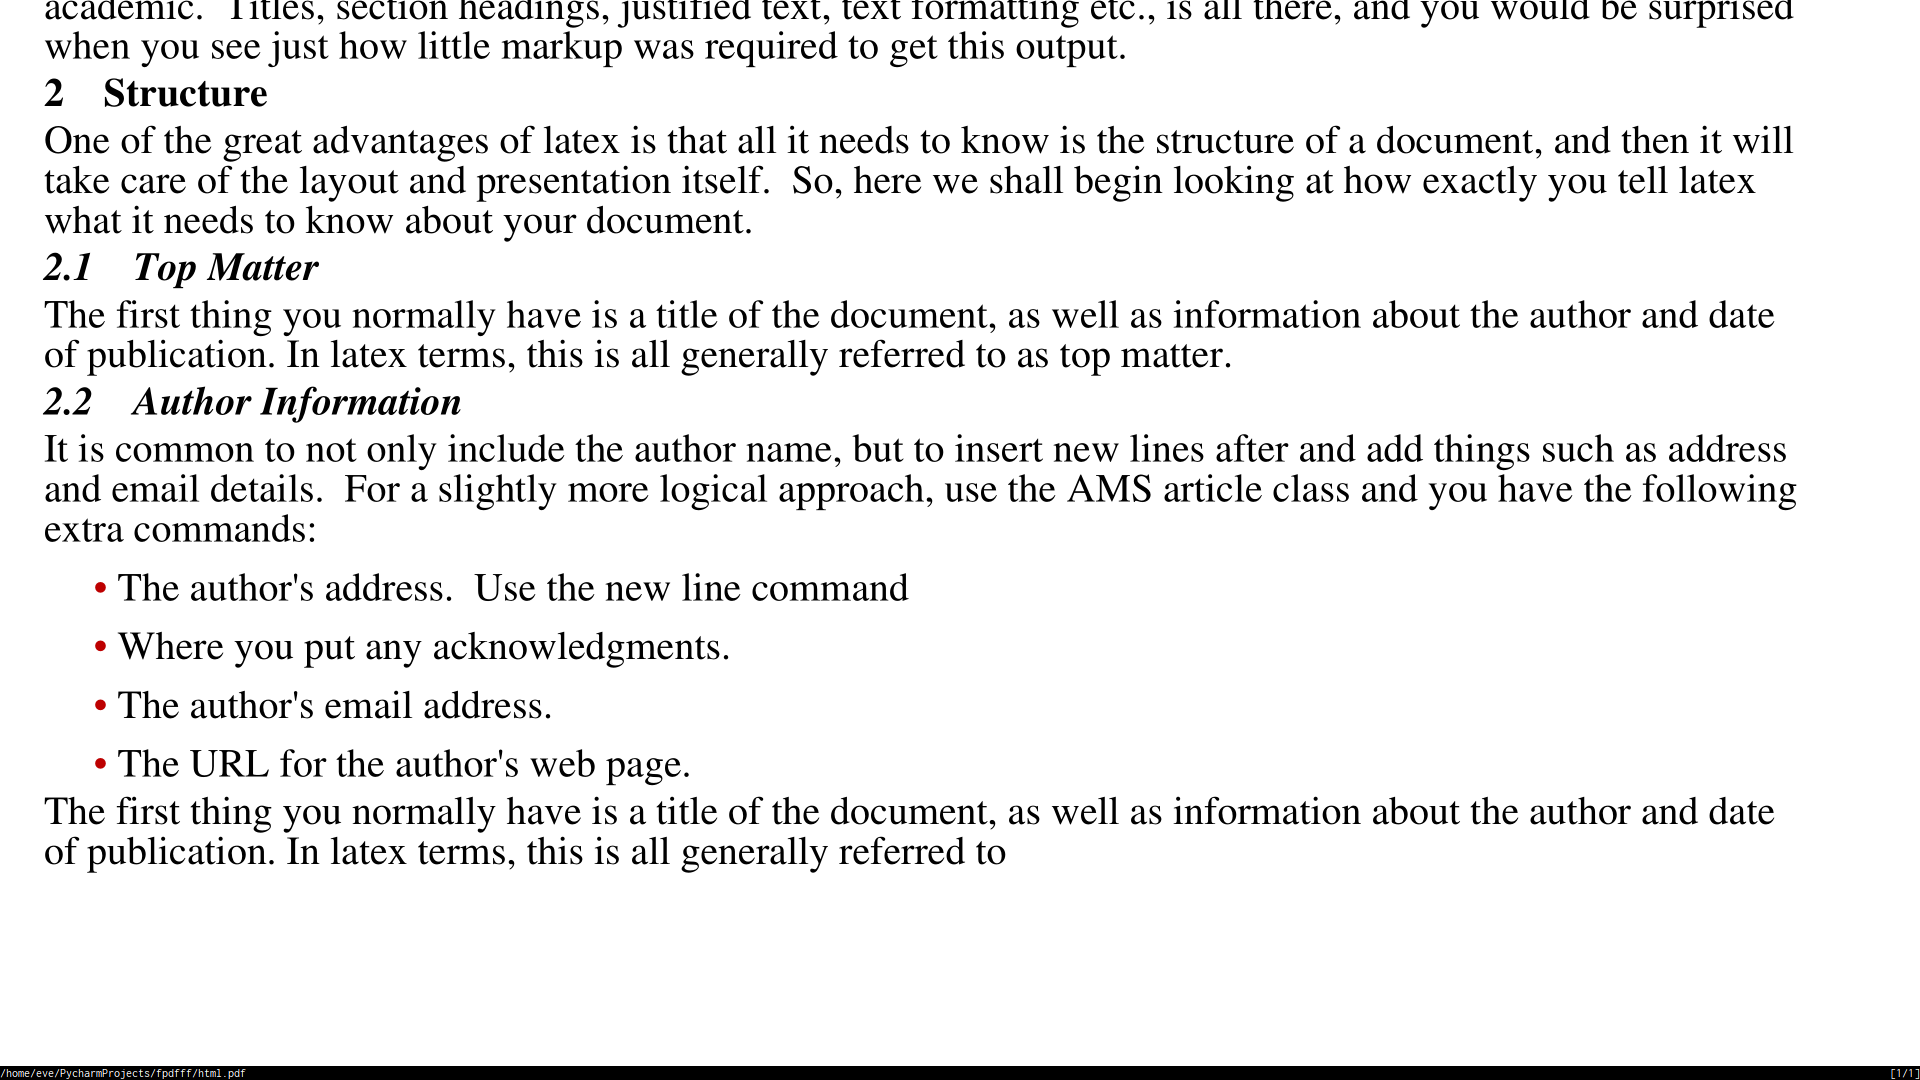 academic.  Titles, section headings, justified text, text formatting etc., is all there, and you would be surprised
when you see just how little markup was required to get this output.
2    Structure
One of the great advantages of latex is that all it needs to know is the structure of a document, and then it will
take care of the layout and presentation itself.  So, here we shall begin looking at how exactly you tell latex
what it needs to know about your document.
2.1    Top Matter
The first thing you normally have is a title of the document, as well as information about the author and date
of publication. In latex terms, this is all generally referred to as top matter.
2.2    Author Information
It is common to not only include the author name, but to insert new lines after and add things such as address
and email details.  For a slightly more logical approach, use the AMS article class and you have the following
extra commands:
• The author's address.  Use the new line command
• Where you put any acknowledgments.
• The author's email address.
• The URL for the author's web page.
The first thing you normally have is a title of the document, as well as information about the author and date
of publication. In latex terms, this is all generally referred to
/home/eve/PycharmProjects/fpdfff/html.pdf [1/1]